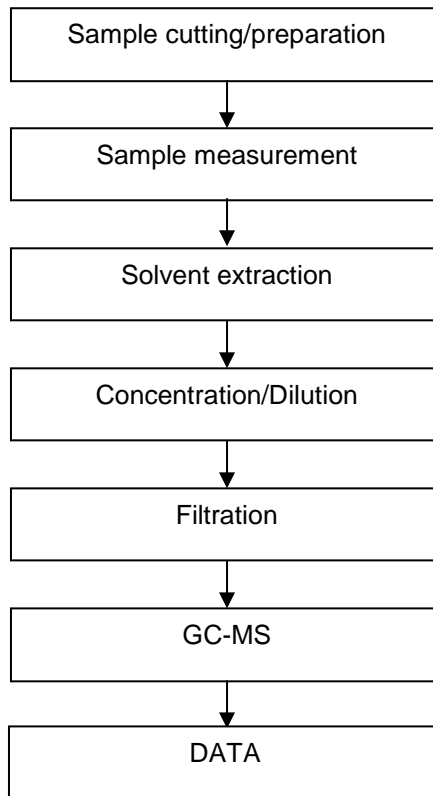 Sample cutting/preparation
Sample measurement
Solvent extraction
Concentration/Dilution
Filtration
GC-MS
DATA